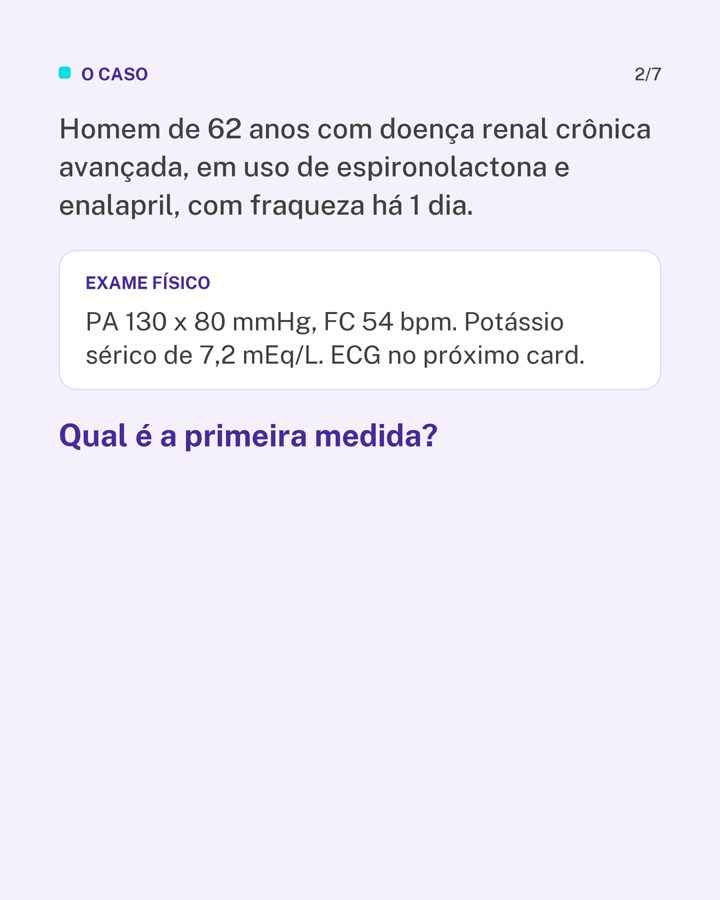 O CASO
2/7
Homem de 62 anos com doença renal crônica
avançada, em uso de espironolactona e
enalapril, com fraqueza há 1 dia.
EXAME FÍSICO
PA 130 x 80 mmHg, FC 54 bpm. Potássio
sérico de 7,2 mEq/L. ECG no próximo card.
Qual é a primeira medida?